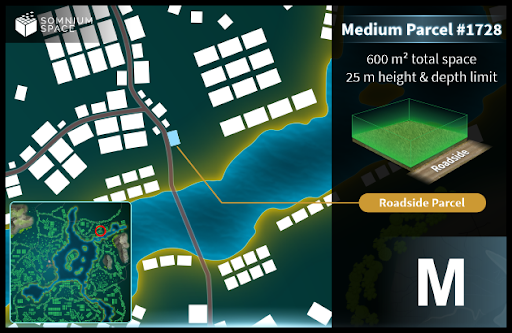 SOMNIUM
SPACE
Medium Parcel #1728
600 m² total space
25 m height & depth limit
Roadside
Roadside Parcel
M